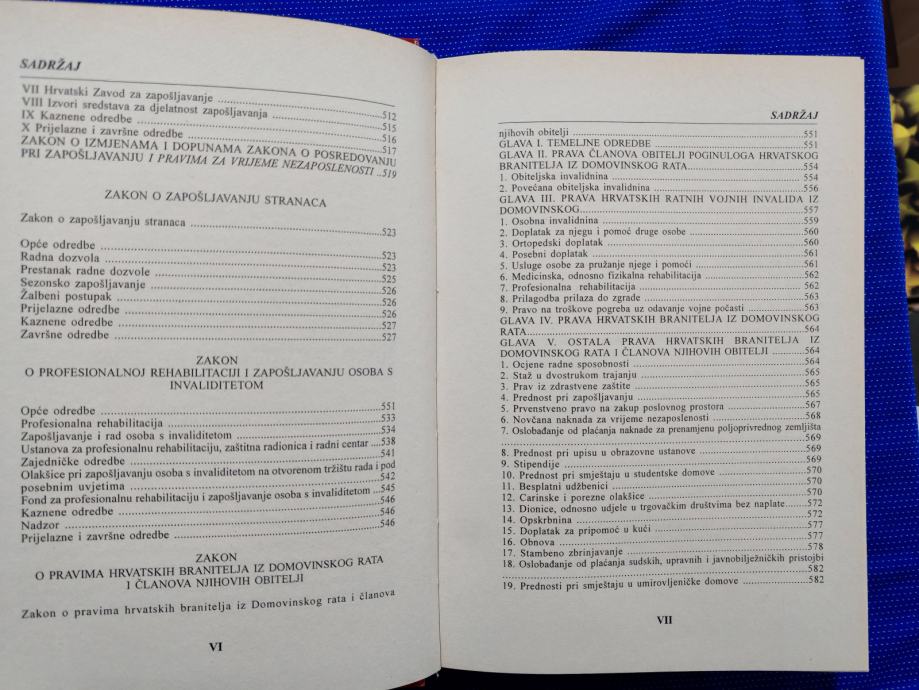 SADRŽAJ
VII Hrvatski Zavod za zapošljavanje ...... 512
VIII Izvori sredstava za djelatnost zapošljavanja ...... 515
IX Kaznene odredbe ...... 516
X Prijelazne i završne odredbe ...... 517
ZAKON O IZMJENAMA I DOPUNAMA ZAKONA O POSREDOVANJU
PRI ZAPOŠLJAVANJU I PRAVIMA ZA VRIJEME NEZAPOSLENOSTI ..519
ZAKON O ZAPOŠLJAVANJU STRANACA
Zakon o zapošljavanju stranaca ...... 523
Opće odredbe ...... 523
Radna dozvola ...... 523
Prestanak radne dozvole ...... 525
Sezonsko zapošljavanje ...... 526
Žalbeni postupak ...... 526
Prijelazne odredbe ...... 526
Kaznene odredbe ...... 527
Završne odredbe ...... 527
ZAKON
O PROFESIONALNOJ REHABILITACIJI I ZAPOŠLJAVANJU OSOBA S
INVALIDITETOM
Opće odredbe ...... 551
Profesionalna rehabilitacija ...... 533
Zapošljavanje i rad osoba s invaliditetom ...... 534
Ustanova za profesionalnu rehabilitaciju, zaštitna radionica i radni centar ....538
Zajedničke odredbe ...... 541
Olakšice pri zapošljavanju osoba s invaliditetom na otvorenom tržištu rada i pod
posebnim uvjetima ...... 542
Fond za profesionalnu rehabilitaciju i zapošljavanje osoba s invaliditetom ....545
Kaznene odredbe ...... 546
Nadzor ...... 546
Prijelazne i završne odredbe ...... 546
ZAKON
O PRAVIMA HRVATSKIH BRANITELJA IZ DOMOVINSKOG RATA
I ČLANOVA NJIHOVIH OBITELJI
Zakon o pravima hrvatskih branitelja iz Domovinskog rata i članova
VI
SADRŽAJ
njihovih obitelji ...... 551
GLAVA I. TEMELJNE ODREDBE ...... 551
GLAVA II. PRAVA ČLANOVA OBITELJI POGINULOGA HRVATSKOG
BRANITELJA IZ DOMOVINSKOG RATA ...... 554
1. Obiteljska invalidnina ...... 554
2. Povećana obiteljska invalidnina ...... 556
GLAVA III. PRAVA HRVATSKIH RATNIH VOJNIH INVALIDA IZ
DOMOVINSKOG ...... 557
1. Osobna invalidnina ...... 559
2. Doplatak za njegu i pomoć druge osobe ...... 560
3. Ortopedski doplatak ...... 560
4. Posebni doplatak ...... 561
5. Usluge osobe za pružanje njege i pomoći ...... 561
6. Medicinska, odnosno fizikalna rehabilitacija ...... 562
7. Profesionalna rehabilitacija ...... 562
8. Prilagodba prilaza do zgrade ...... 563
9. Pravo na troškove pogreba uz odavanje vojne počasti ...... 563
GLAVA IV. PRAVA HRVATSKIH BRANITELJA IZ DOMOVINSKOG
RATA ...... 564
GLAVA V. OSTALA PRAVA HRVATSKIH BRANITELJA IZ
DOMOVINSKOG RATA I ČLANOVA NJIHOVIH OBITELJI ...... 564
1. Ocjene radne sposobnosti ...... 564
2. Staž u dvostrukom trajanju ...... 565
3. Prav iz zdrastvene zaštite ...... 565
4. Prednost pri zapošljavanju ...... 565
5. Prvenstveno pravo na zakup poslovnog prostora ...... 567
6. Novčana naknada za vrijeme nezaposlenosti ...... 568
7. Oslobađanje od plaćanja naknade za prenamjenu poljoprivrednog zemljišta
...... 569
8. Prednost pri upisu u obrazovne ustanove ...... 569
9. Stipendije ...... 569
10. Prednost pri smještaju u studentske domove ...... 570
11. Besplatni udžbenici ...... 570
12. Carinske i porezne olakšice ...... 570
13. Dionice, odnosno udjele u trgovačkim društvima bez naplate ...... 572
14. Opskrbnina ...... 572
15. Doplatak za pripomoć u kući ...... 577
16. Obnova ...... 577
17. Stambeno zbrinjavanje ...... 578
18. Oslobađanje od plaćanja sudskih, upravnih i javnobilježničkih pristojbi
...... 582
19. Prednosti pri smještaju u umirovljeničke domove ...... 582
VII